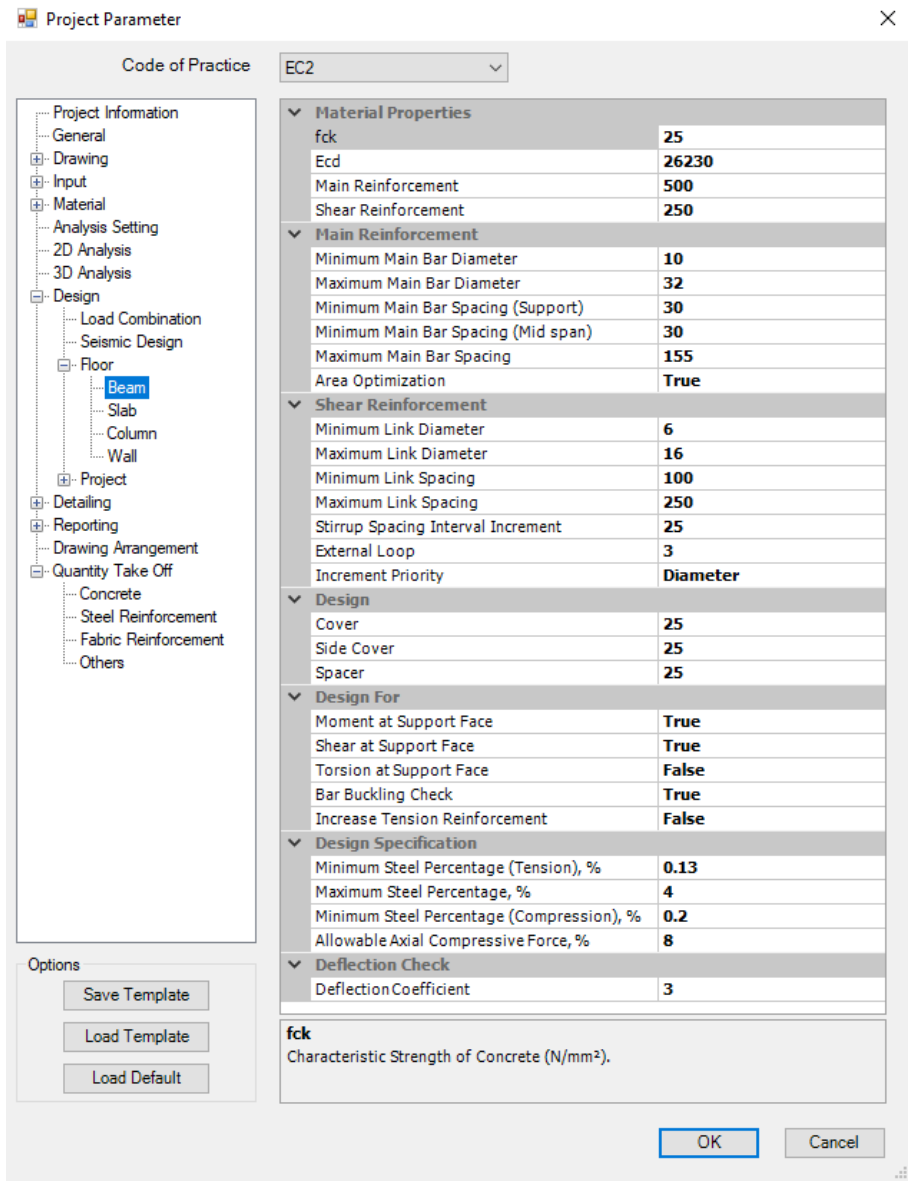 Project Parameter
Code of Practice EC2
Project Information
General
Drawing
Input
Material
Analysis Setting
2D Analysis
3D Analysis
Design
Load Combination
Seismic Design
Floor
Beam
Slab
Column
Wall
Project
Detailing
Reporting
Drawing Arrangement
Quantity Take Off
Concrete
Steel Reinforcement
Fabric Reinforcement
Others
Options
Save Template
Load Template
Load Default
Material Properties
fck 25
Ecd 26230
Main Reinforcement 500
Shear Reinforcement 250
Main Reinforcement
Minimum Main Bar Diameter 10
Maximum Main Bar Diameter 32
Minimum Main Bar Spacing (Support) 30
Minimum Main Bar Spacing (Mid span) 30
Maximum Main Bar Spacing 155
Area Optimization True
Shear Reinforcement
Minimum Link Diameter 6
Maximum Link Diameter 16
Minimum Link Spacing 100
Maximum Link Spacing 250
Stirrup Spacing Interval Increment 25
External Loop 3
Increment Priority Diameter
Design
Cover 25
Side Cover 25
Spacer 25
Design For
Moment at Support Face True
Shear at Support Face True
Torsion at Support Face False
Bar Buckling Check True
Increase Tension Reinforcement False
Design Specification
Minimum Steel Percentage (Tension), % 0.13
Maximum Steel Percentage, % 4
Minimum Steel Percentage (Compression), % 0.2
Allowable Axial Compressive Force, % 8
Deflection Check
Deflection Coefficient 3
fck
Characteristic Strength of Concrete (N/mm²).
OK Cancel